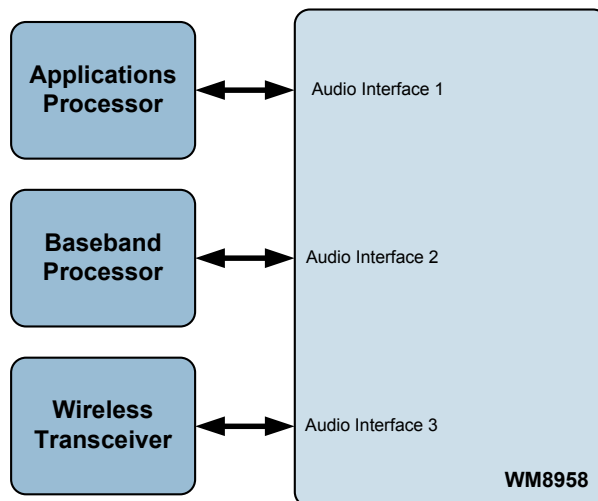 Applications
Processor
Audio Interface 1
Baseband
Processor
Audio Interface 2
Wireless
Transceiver
Audio Interface 3
WM8958